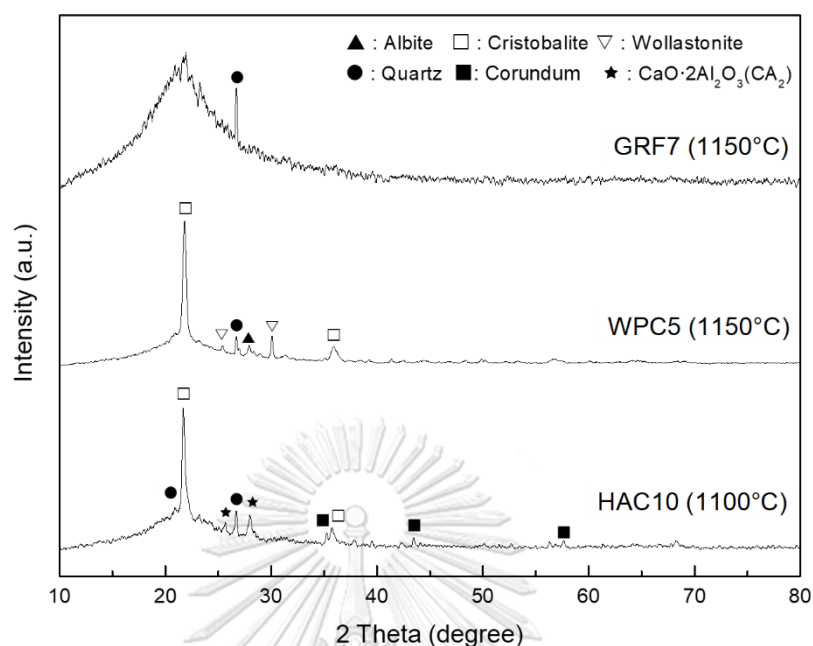 ▲ : Albite □ : Cristobalite ▽ : Wollastonite
● : Quartz ■ : Corundum ★ : CaO·2Al₂O₃(CA₂)
GRF7 (1150°C)
WPC5 (1150°C)
HAC10 (1100°C)
Intensity (a.u.)
10 20 30 40 50 60 70 80
2 Theta (degree)